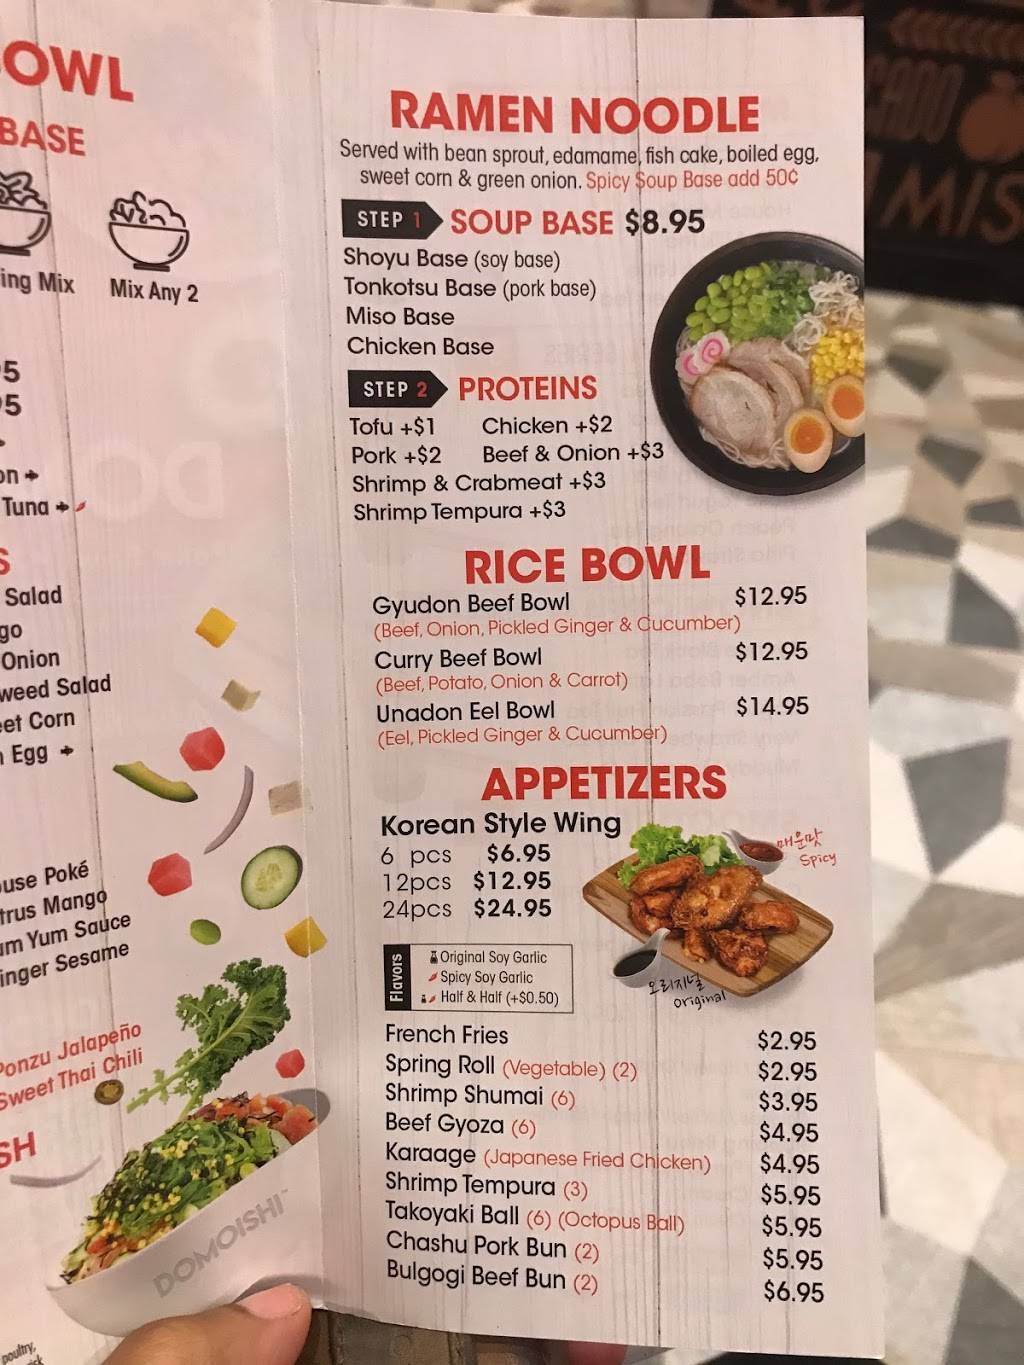 OWL
BASE
ing Mix
Mix Any 2
5
5
on
Tuna
S
Salad
go
Onion
weed Salad
eet Corn
n Egg
ouse Poké
trus Mango
um Yum Sauce
inger Sesame
Ponzu Jalapeño
Sweet Thai Chili
SH
DOMOISHI
poultry,
RAMEN NOODLE
Served with bean sprout, edamame, fish cake, boiled egg,
sweet corn & green onion. Spicy Soup Base add 50¢
STEP 1 SOUP BASE $8.95
Shoyu Base (soy base)
Tonkotsu Base (pork base)
Miso Base
Chicken Base
STEP 2 PROTEINS
Tofu +$1 Chicken +$2
Pork +$2 Beef & Onion +$3
Shrimp & Crabmeat +$3
Shrimp Tempura +$3
RICE BOWL
Gyudon Beef Bowl $12.95
(Beef, Onion, Pickled Ginger & Cucumber)
Curry Beef Bowl $12.95
(Beef, Potato, Onion & Carrot)
Unadon Eel Bowl $14.95
(Eel, Pickled Ginger & Cucumber)
APPETIZERS
Korean Style Wing
6 pcs $6.95
12pcs $12.95
24pcs $24.95
매운맛
Spicy
오리지널
original
Flavors
Original Soy Garlic
Spicy Soy Garlic
Half & Half (+$0.50)
French Fries $2.95
Spring Roll (Vegetable) (2) $2.95
Shrimp Shumai (6) $3.95
Beef Gyoza (6) $4.95
Karaage (Japanese Fried Chicken) $4.95
Shrimp Tempura (3) $5.95
Takoyaki Ball (6) (Octopus Ball) $5.95
Chashu Pork Bun (2) $5.95
Bulgogi Beef Bun (2) $6.95
CADO
MIS